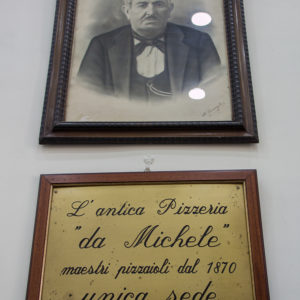 L'antica Pizzeria
"da Michele"
maestri pizzaioli dal 1870
unica sede